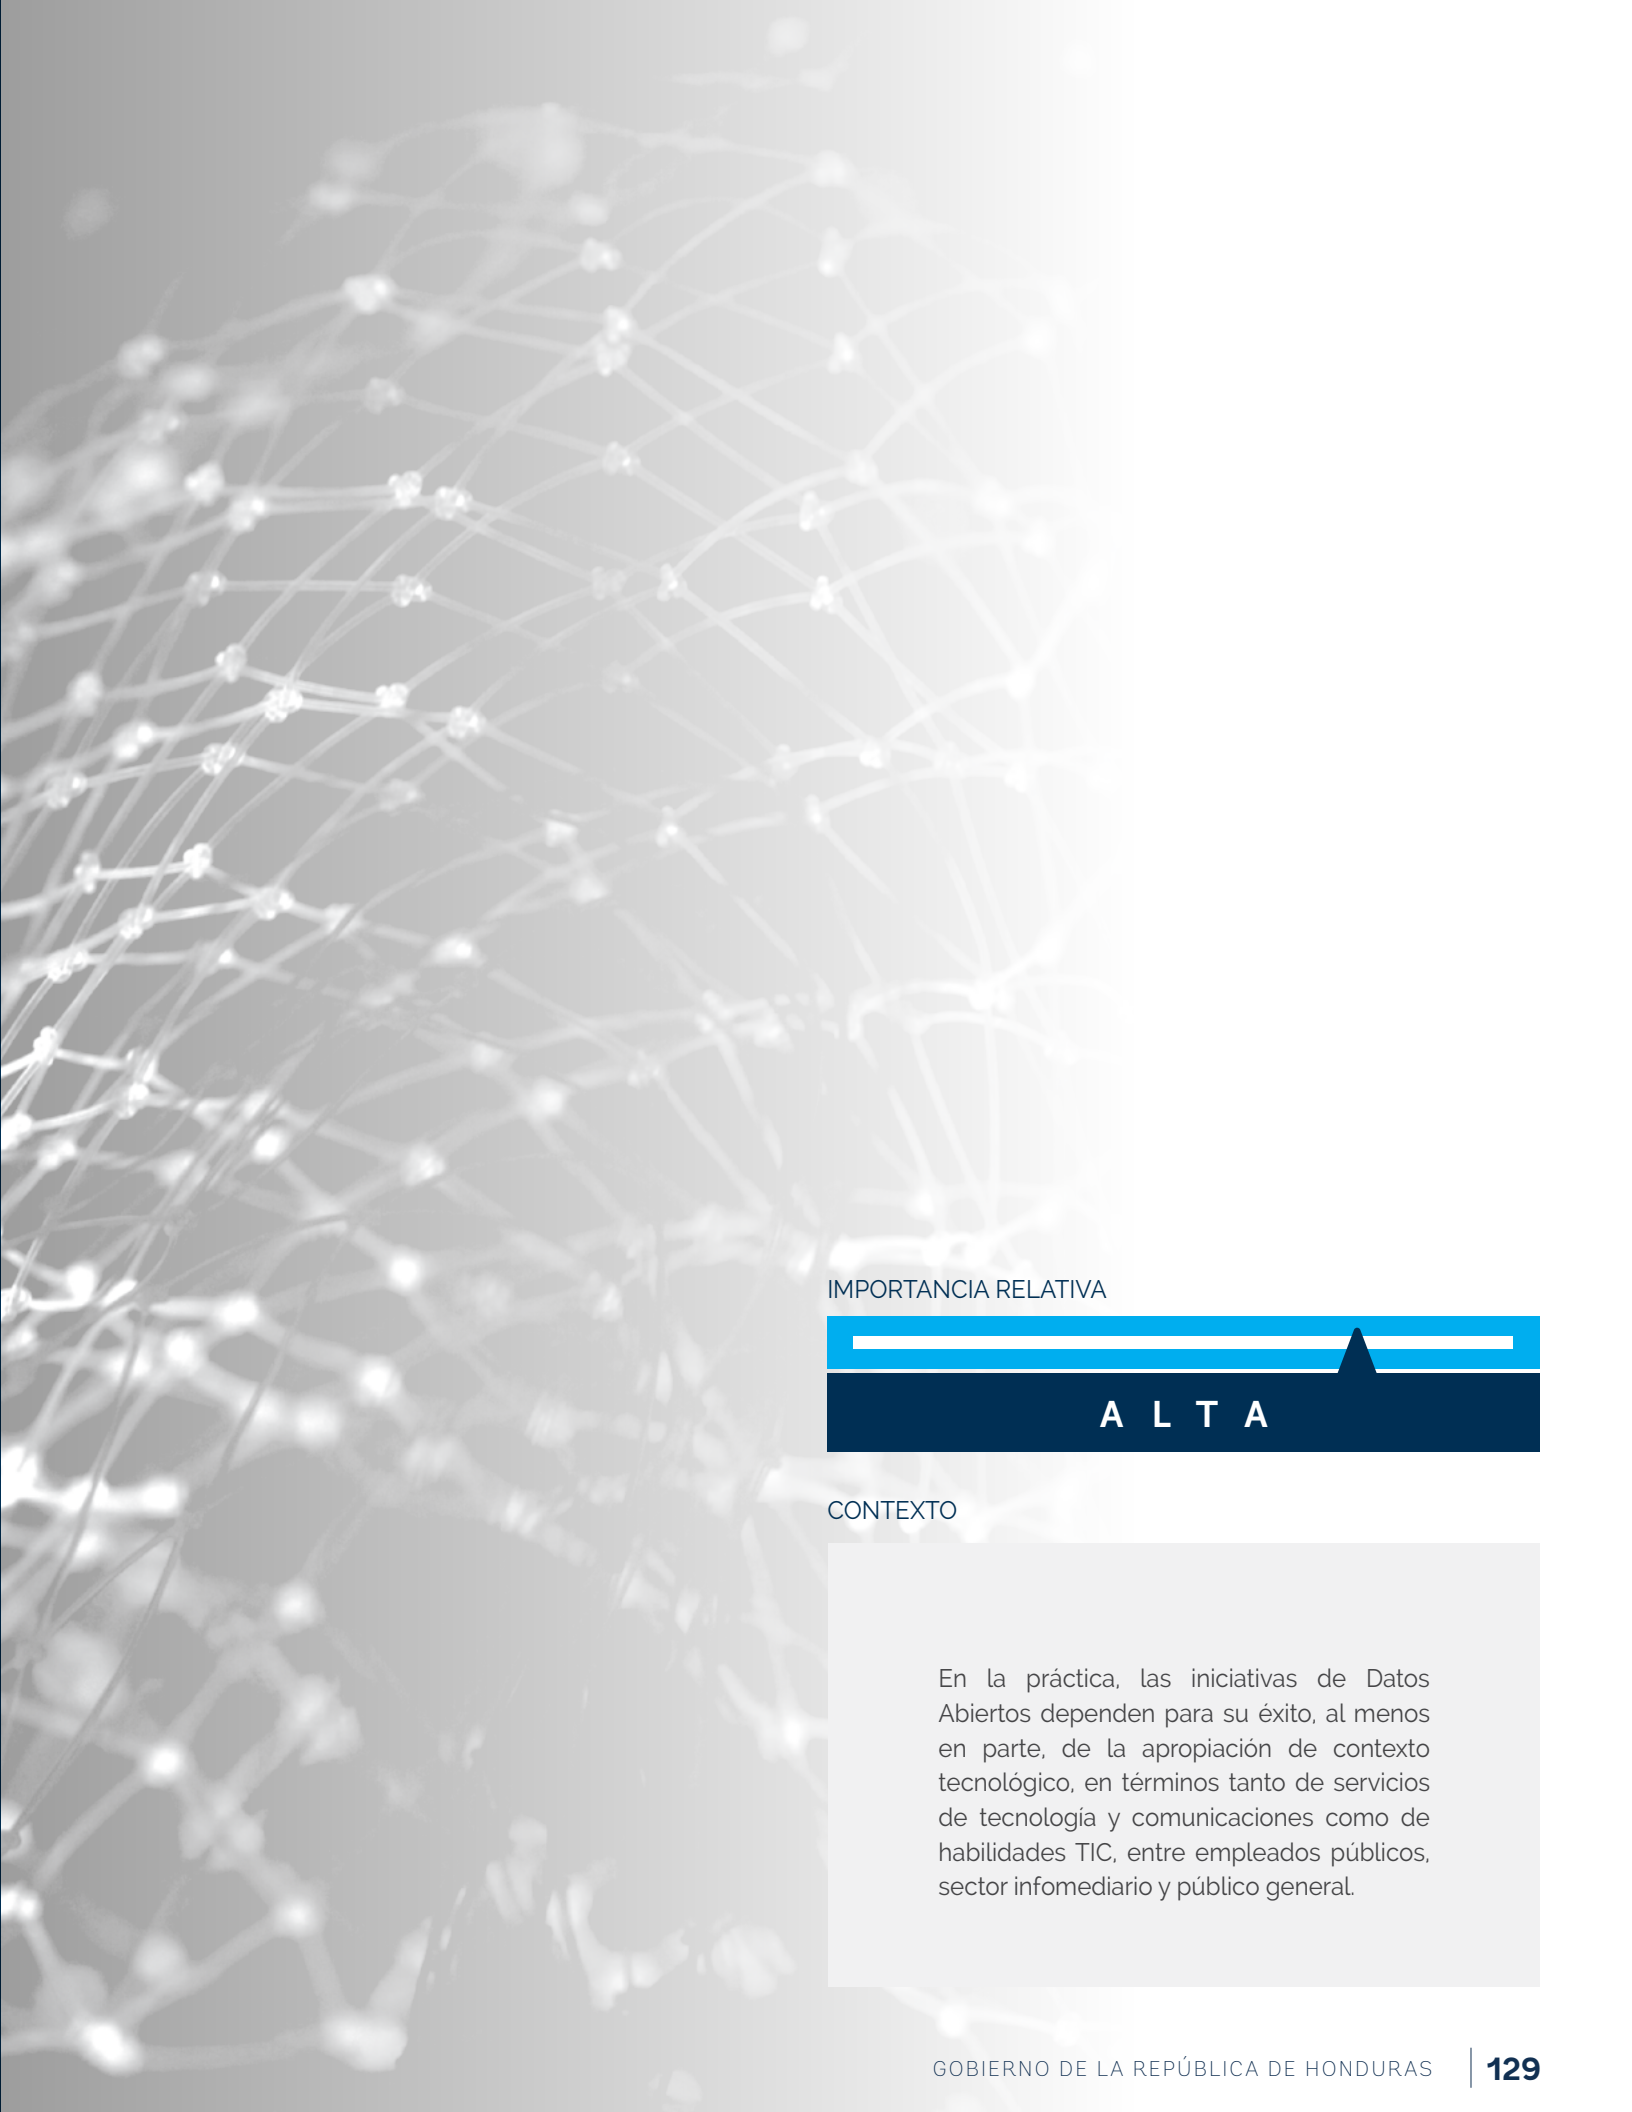 IMPORTANCIA RELATIVA
ALTA
CONTEXTO
En la práctica, las iniciativas de Datos
Abiertos dependen para su éxito, al menos
en parte, de la apropiación de contexto
tecnológico, en términos tanto de servicios
de tecnología y comunicaciones como de
habilidades TIC, entre empleados públicos,
sector infomediario y público general.
GOBIERNO DE LA REPÚBLICA DE HONDURAS 129